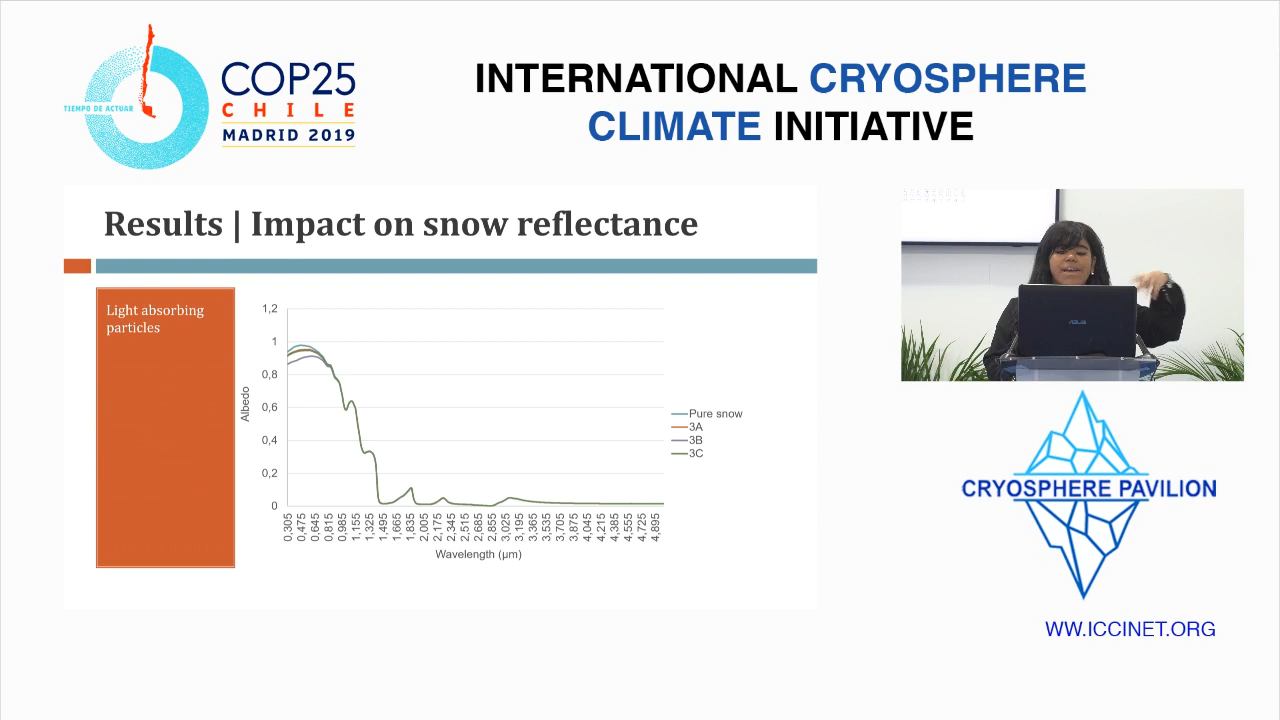 TIEMPO DE ACTUAR
COP25
CHILE
MADRID 2019
INTERNATIONAL CRYOSPHERE
CLIMATE INITIATIVE
Results | Impact on snow reflectance
Light absorbing
particles
1,2
1
0,8
0,6
0,4
0,2
0
Albedo
0,305
0,475
0,645
0,815
0,985
1,155
1,325
1,495
1,665
1,835
2,005
2,175
2,345
2,515
2,685
2,855
3,025
3,195
3,365
3,535
3,705
3,875
4,045
4,215
4,385
4,555
4,725
4,895
Wavelength (µm)
Pure snow
3A
3B
3C
ASUS
CRYOSPHERE PAVILION
WW.ICCINET.ORG